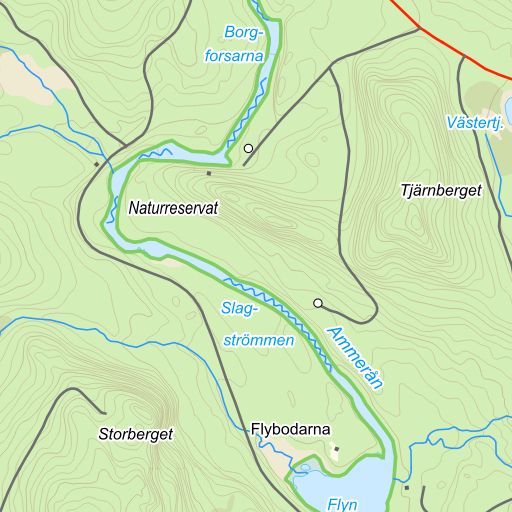 Borg-
forsarna
Västertj.
Tjärnberget
Naturreservat
Slag-
strömmen
Ammerån
Flybodarna
Storberget
Flyn